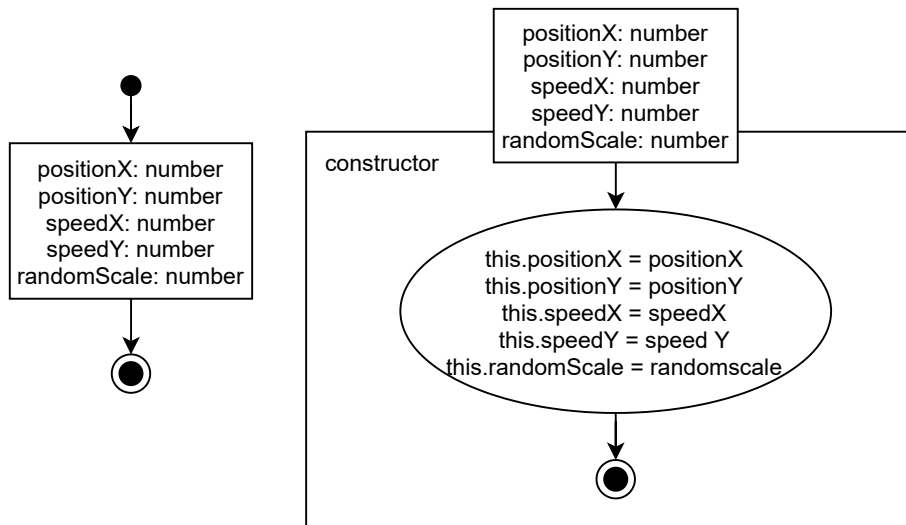 positionX: number
positionY: number
speedX: number
speedY: number
randomScale: number
positionX: number
positionY: number
speedX: number
speedY: number
randomScale: number
constructor
this.positionX = positionX
this.positionY = positionY
this.speedX = speedX
this.speedY = speed Y
this.randomScale = randomscale